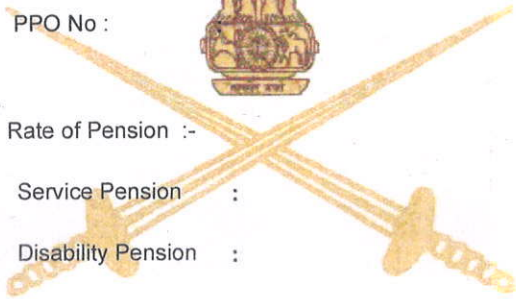 PPO No :
Rate of Pension :-
Service Pension :
Disability Pension :